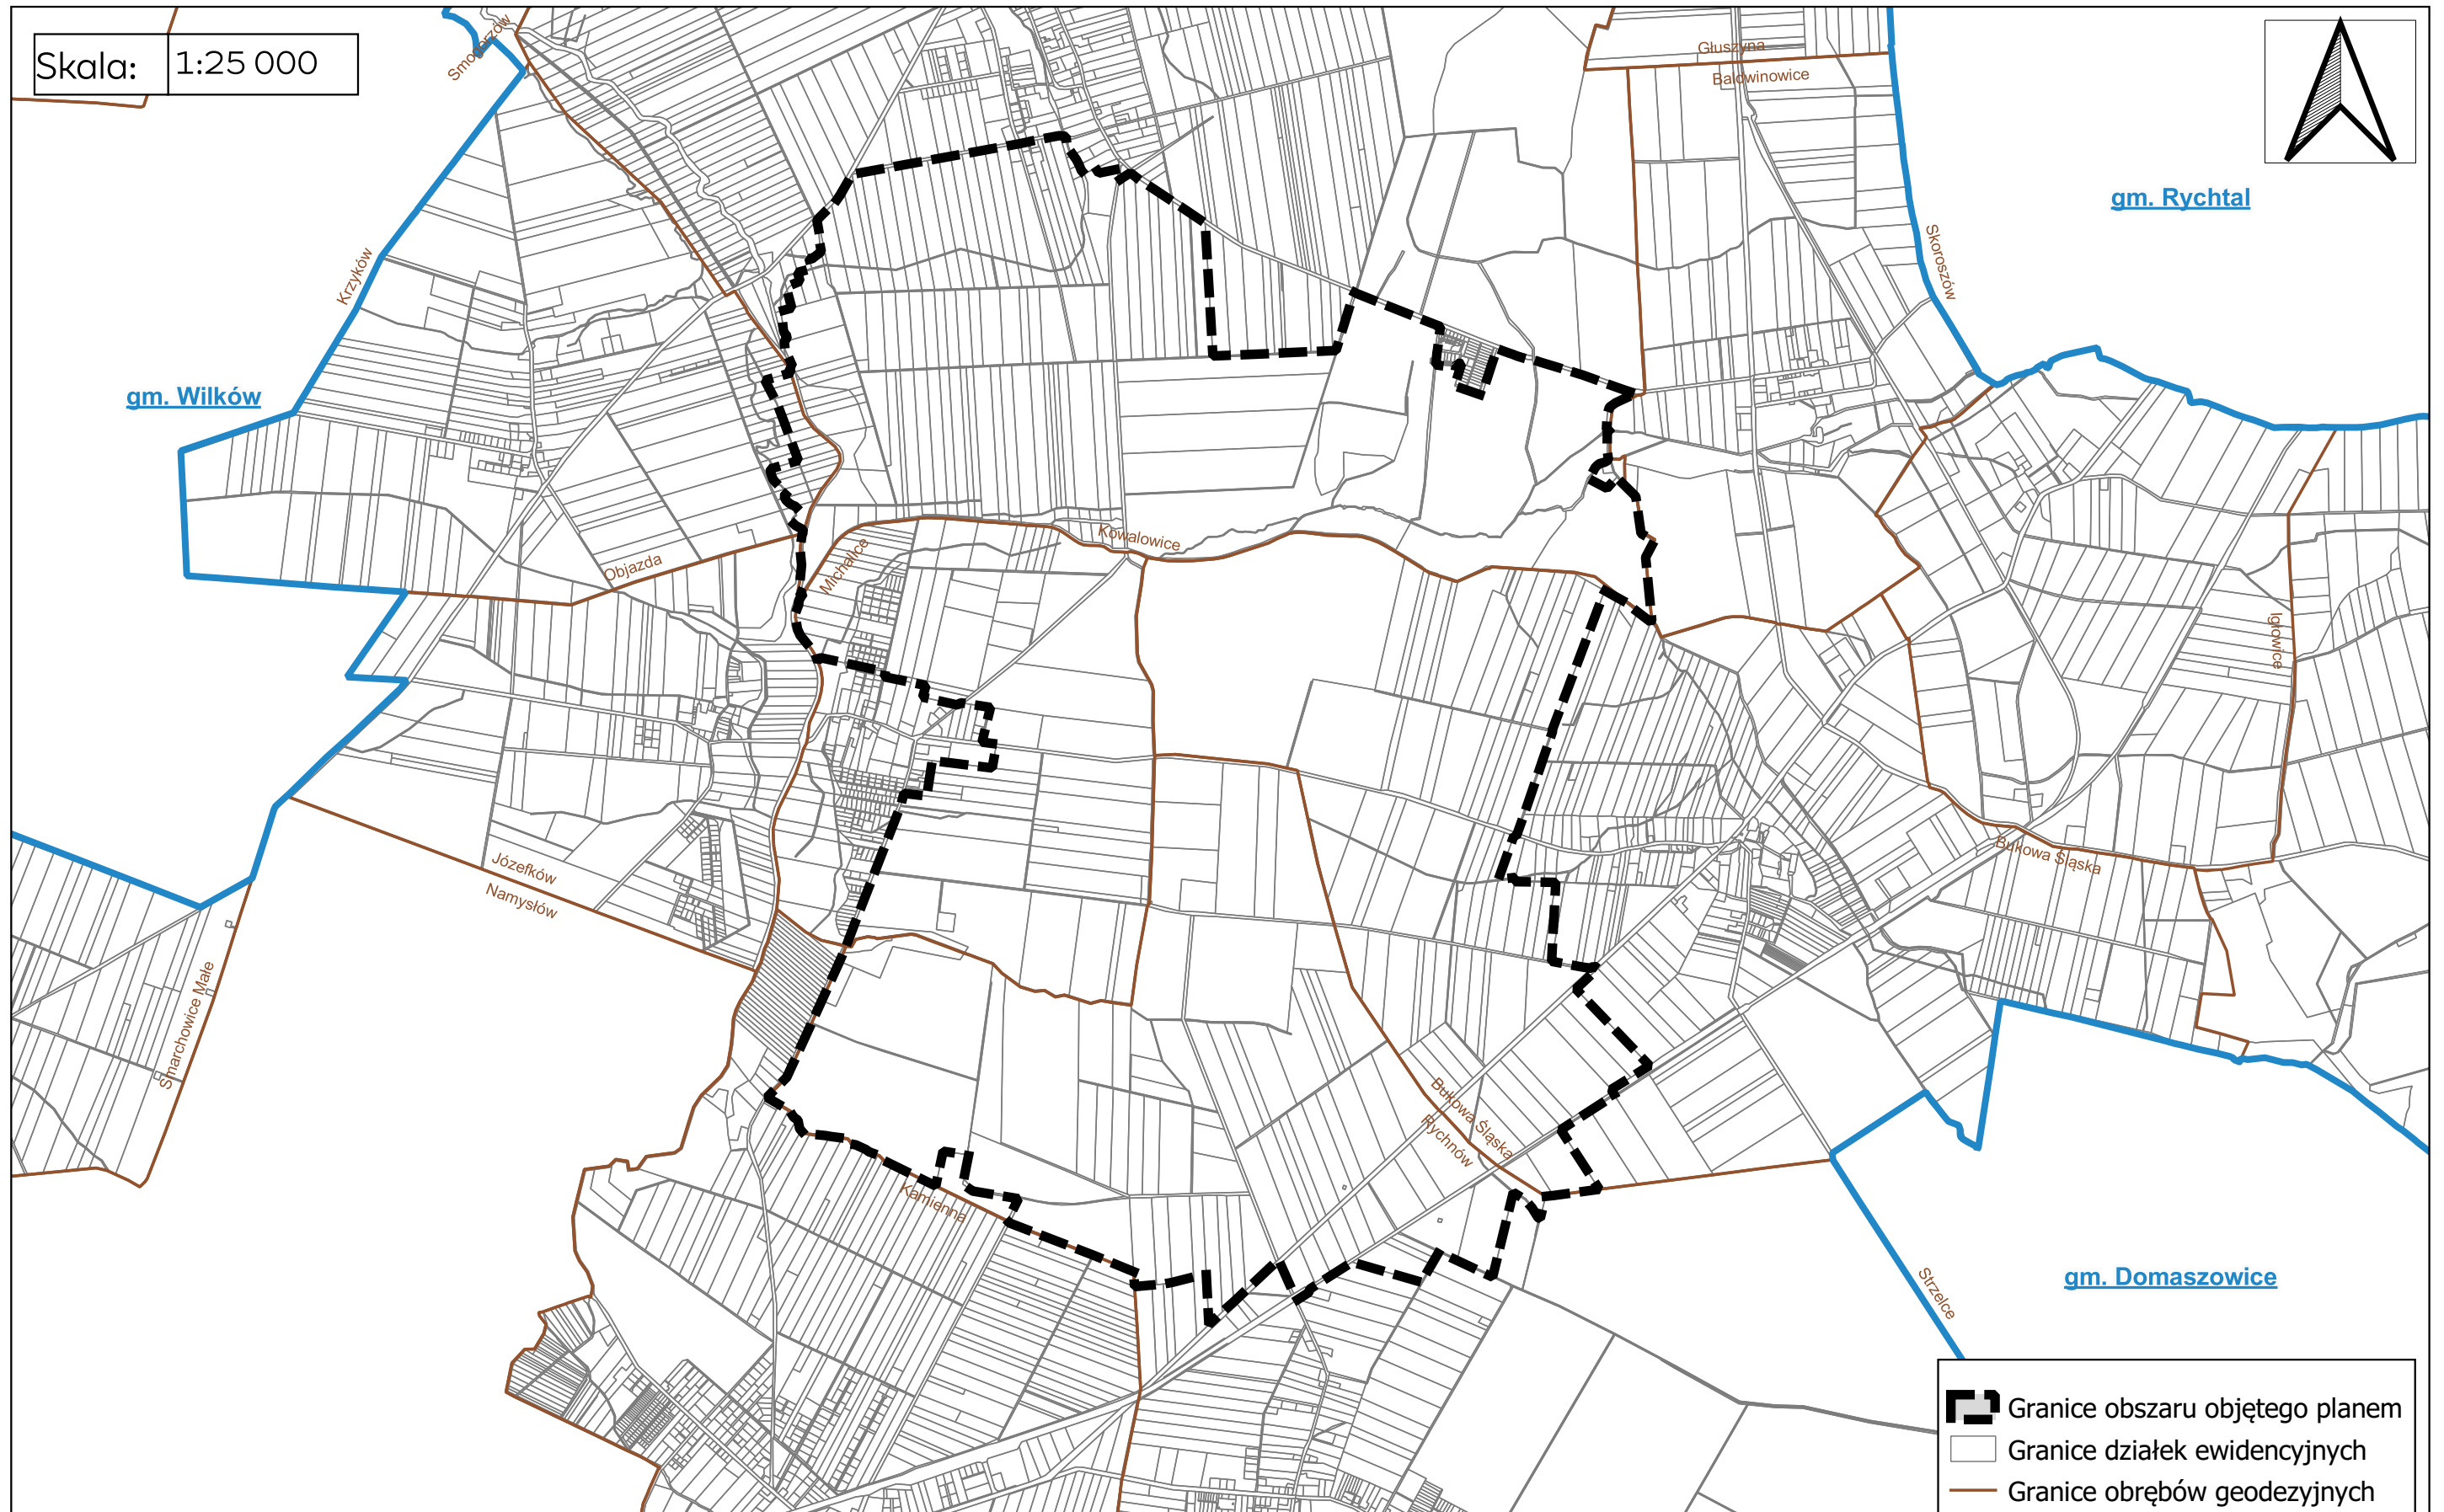 Skala: 1:25 000
Smogorzów
Głuszyna
Baldwinowice
gm. Rychtal
Skoroszów
Krzyków
gm. Wilków
Kowalowice
Michalice
Objazda
Igłowice
Bukowa Śląska
Józefków
Namysłów
Smarchowice Małe
Bukowa Śląska
Rychnów
Kamienna
gm. Domaszowice
Strzelce
Granice obszaru objętego planem
Granice działek ewidencyjnych
Granice obrębów geodezyjnych